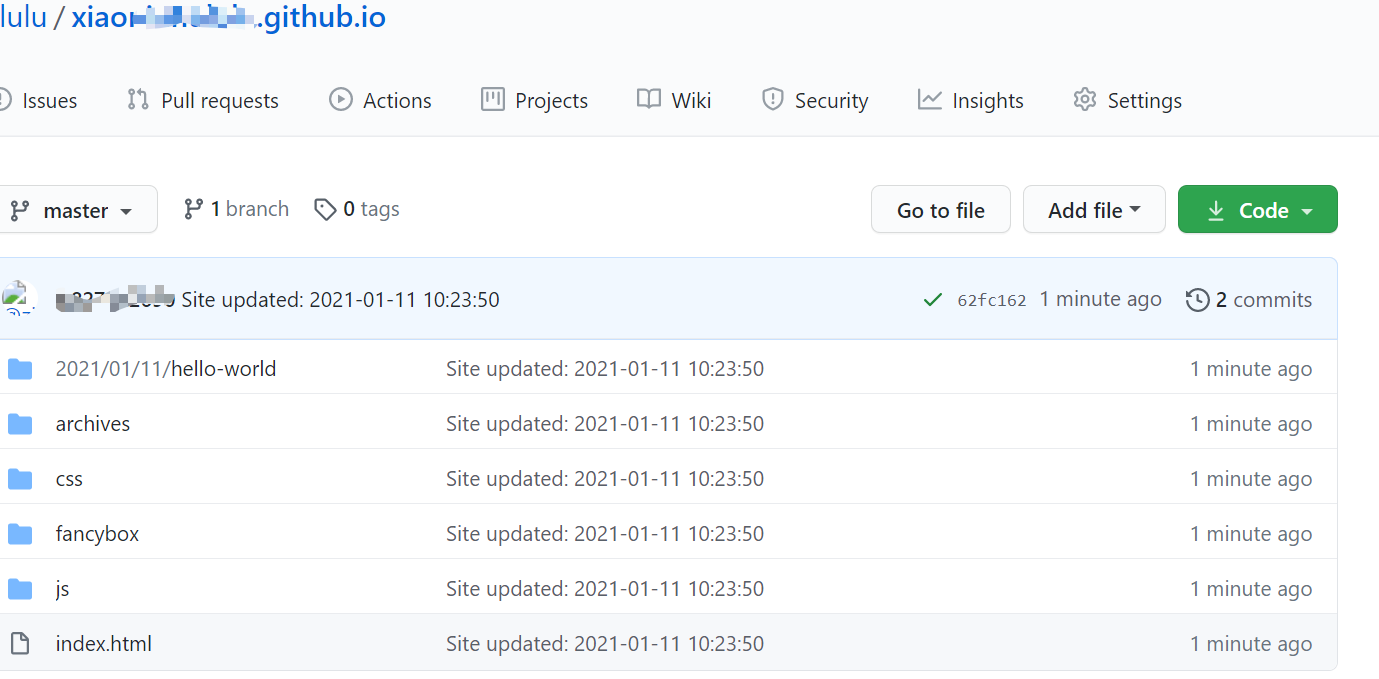 lulu / .github.io
Issues Pull requests Actions Projects Wiki Security Insights Settings
master 1 branch 0 tags Go to file Add file Code
Site updated: 2021-01-11 10:23:50 62fc162 1 minute ago 2 commits
2021/01/11/hello-world Site updated: 2021-01-11 10:23:50 1 minute ago
archives Site updated: 2021-01-11 10:23:50 1 minute ago
css Site updated: 2021-01-11 10:23:50 1 minute ago
fancybox Site updated: 2021-01-11 10:23:50 1 minute ago
js Site updated: 2021-01-11 10:23:50 1 minute ago
index.html Site updated: 2021-01-11 10:23:50 1 minute ago